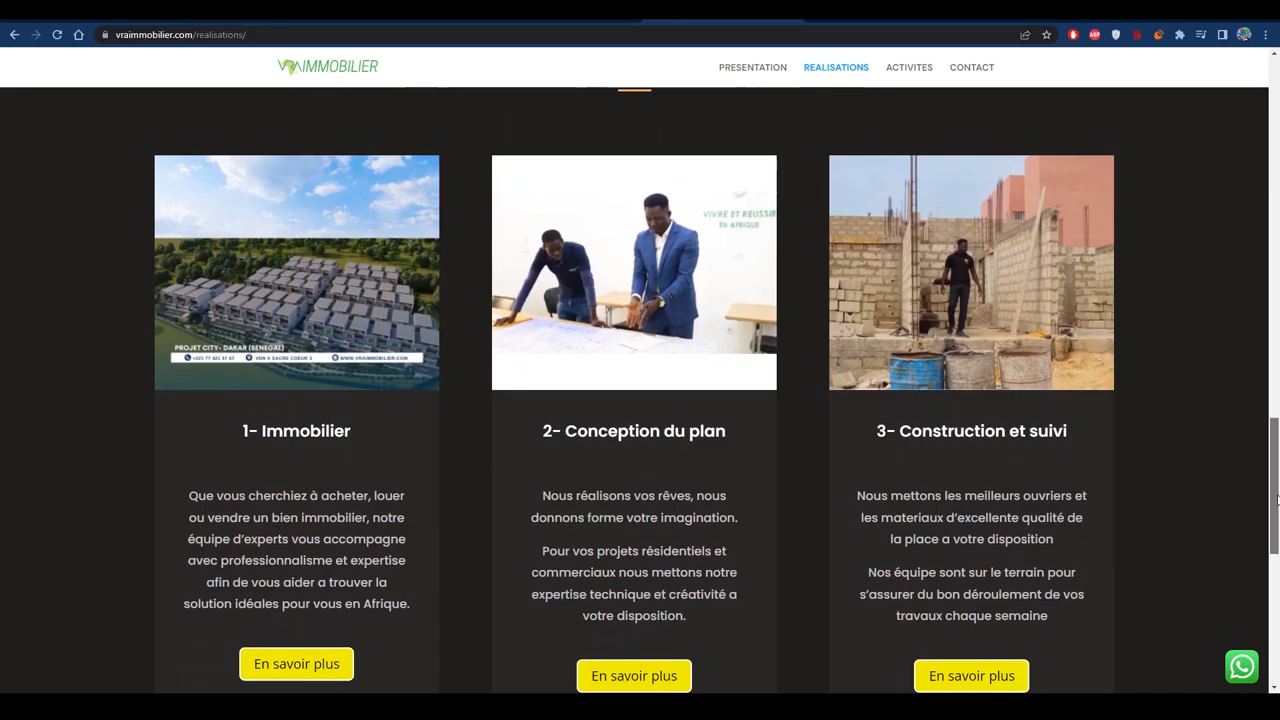 vraimmobilier.com/realisations/
VRAIMMOBILIER
PRESENTATION
REALISATIONS
ACTIVITES
CONTACT
PROJET CITY- DAKAR (SENEGAL)
WWW.VRAIMMOBILIER.COM
VIVRE ET REUSSIR
EN AFRIQUE
1- Immobilier
Que vous cherchiez à acheter, louer
ou vendre un bien immobilier, notre
équipe d’experts vous accompagne
avec professionnalisme et expertise
afin de vous aider a trouver la
solution idéales pour vous en Afrique.
En savoir plus
2- Conception du plan
Nous réalisons vos rêves, nous
donnons forme votre imagination.
Pour vos projets résidentiels et
commerciaux nous mettons notre
expertise technique et créativité a
votre disposition.
En savoir plus
3- Construction et suivi
Nous mettons les meilleurs ouvriers et
les materiaux d’excellente qualité de
la place a votre disposition
Nos équipe sont sur le terrain pour
s’assurer du bon déroulement de vos
travaux chaque semaine
En savoir plus